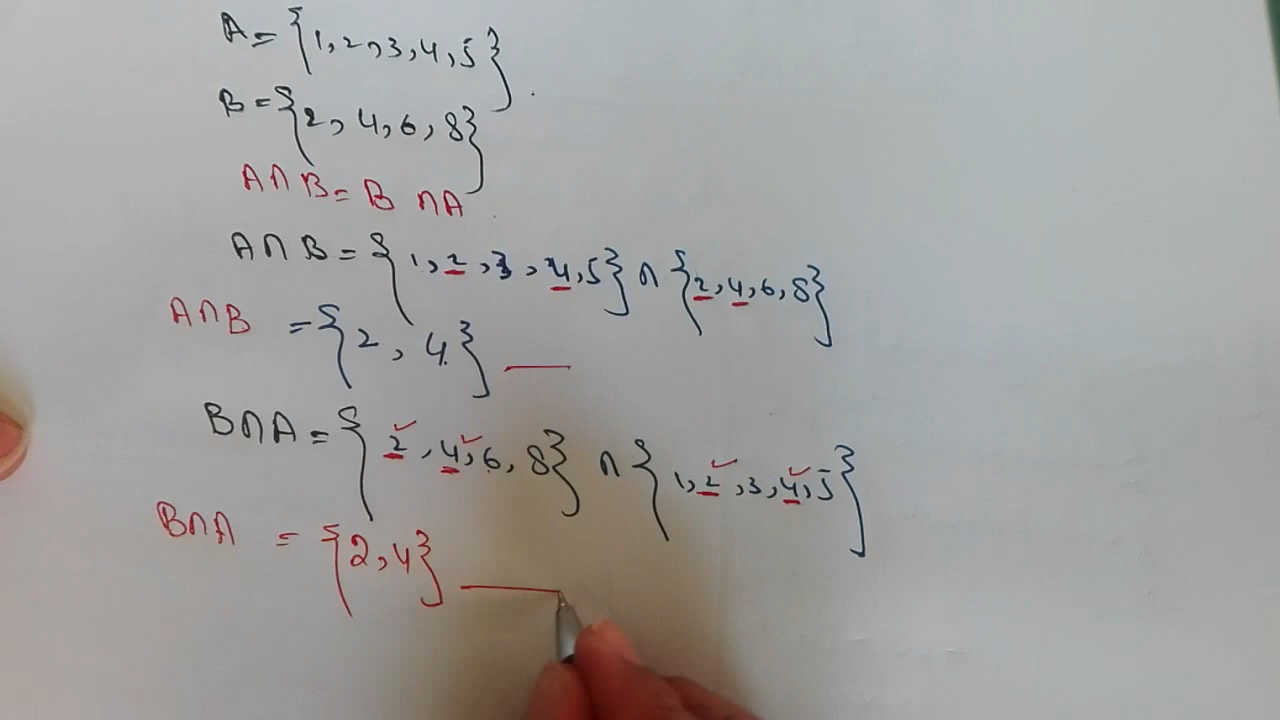 A = {1, 2, 3, 4, 5}.
B = {2, 4, 6, 8}
A∩B = B ∩A
A∩B = {1, 2, 3, 4, 5} ∩ {2, 4, 6, 8}
A∩B = {2, 4}
B∩A = {2, 4, 6, 8} ∩ {1, 2, 3, 4, 5}
B∩A = {2, 4}